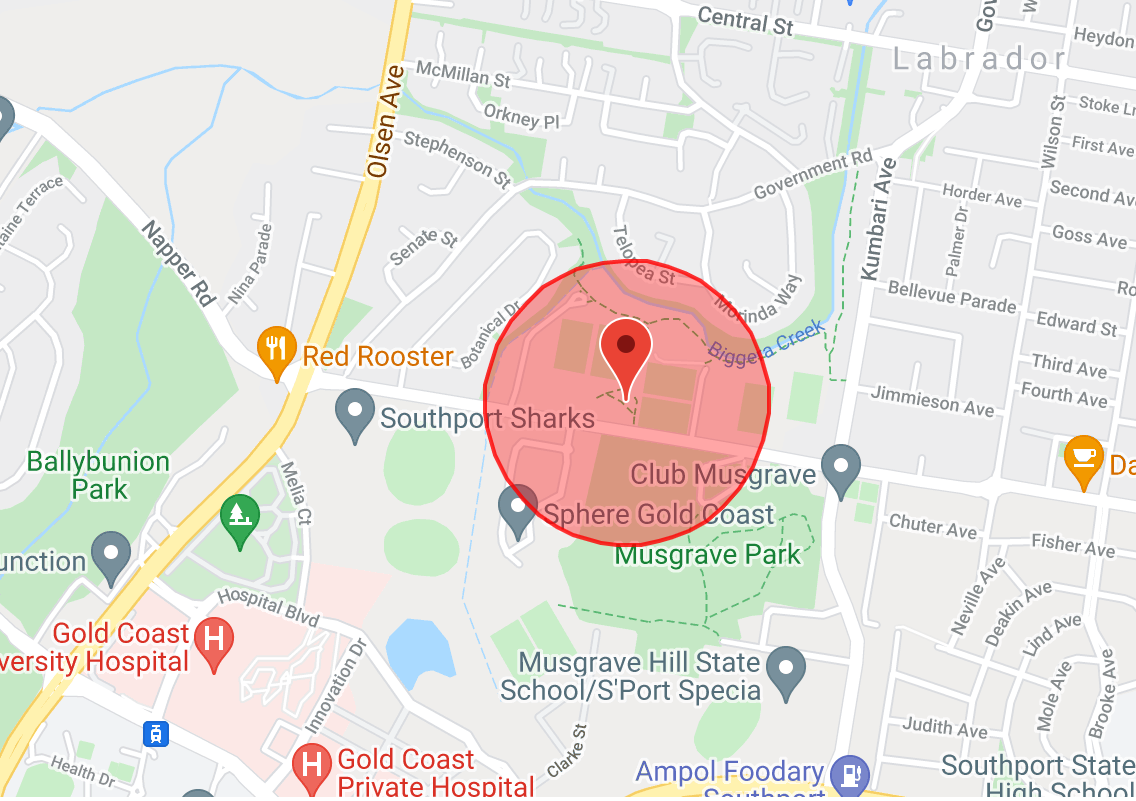 Central St
Gov
Labrador
Heydon
McMillan St
Olsen Ave
Orkney Pl
Stoke Ln
Wilson St
First Ave
Stephenson St
Government Rd
Kumbari Ave
Horder Ave
Second Av
Palmer Dr
aine Terrace
Napper Rd
Nina Parade
Senate St
Telopea St
Goss Ave
Morinda Way
Bellevue Parade
Ro
Edward St
Botanical Dr
Biggera Creek
Red Rooster
Third Ave
Fourth Ave
Jimmieson Ave
Southport Sharks
Ballybunion
Park
Melia Ct
Club Musgrave
Da
Sphere Gold Coast
Chuter Ave
Fisher Ave
unction
Musgrave Park
Neville Ave
Deakin Ave
Lind Ave
Hospital Blvd
H
Gold Coast
versity Hospital
Innovation Dr
Musgrave Hill State
School/S'Port Specia
Mole Ave
Brooke Ave
Judith Ave
Clarke St
Health Dr
H
Gold Coast
Private Hospital
Ampol Foodary
Southport
Southport State
High School